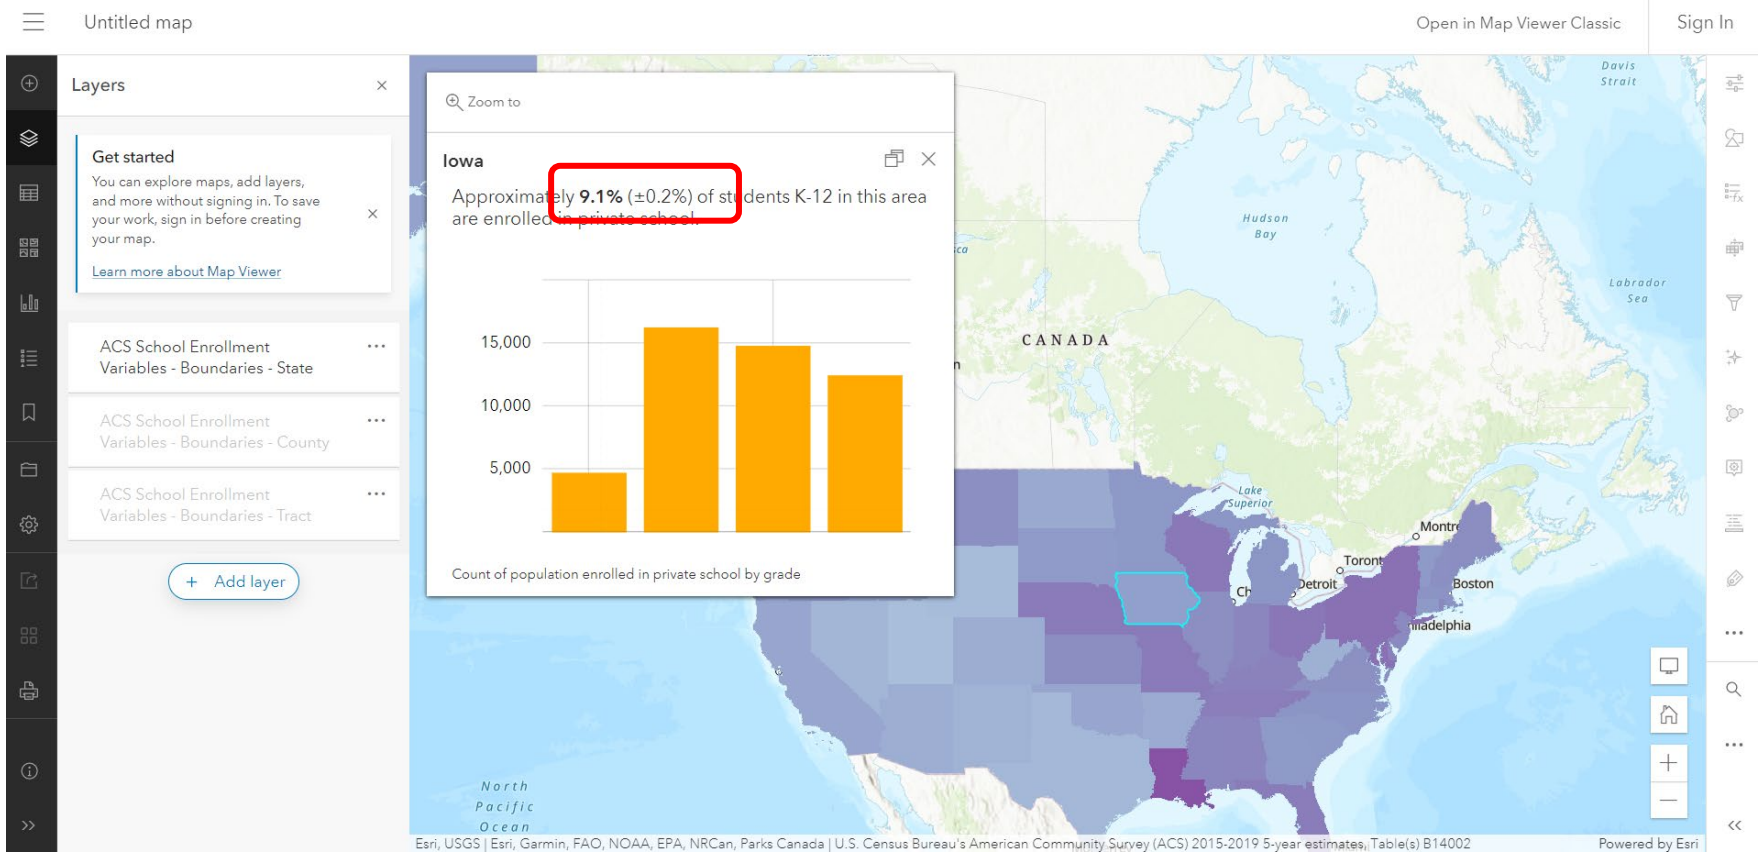 Untitled map
Open in Map Viewer Classic
Sign In
Layers
Get started
You can explore maps, add layers,
and more without signing in. To save
your work, sign in before creating
your map.
Learn more about Map Viewer
ACS School Enrollment
Variables - Boundaries - State
ACS School Enrollment
Variables - Boundaries - County
ACS School Enrollment
Variables - Boundaries - Tract
+ Add layer
Zoom to
Iowa
Approximately 9.1% (±0.2%) of students K-12 in this area
are enrolled in private school.
15,000
10,000
5,000
Count of population enrolled in private school by grade
Davis
Strait
Hudson
Bay
Labrador
Sea
CANADA
Lake
Superior
Montre
Toront
Detroit
Ch
Boston
hiladelphia
North
Pacific
Ocean
Esri, USGS | Esri, Garmin, FAO, NOAA, EPA, NRCan, Parks Canada | U.S. Census Bureau's American Community Survey (ACS) 2015-2019 5-year estimates, Table(s) B14002
Powered by Esri